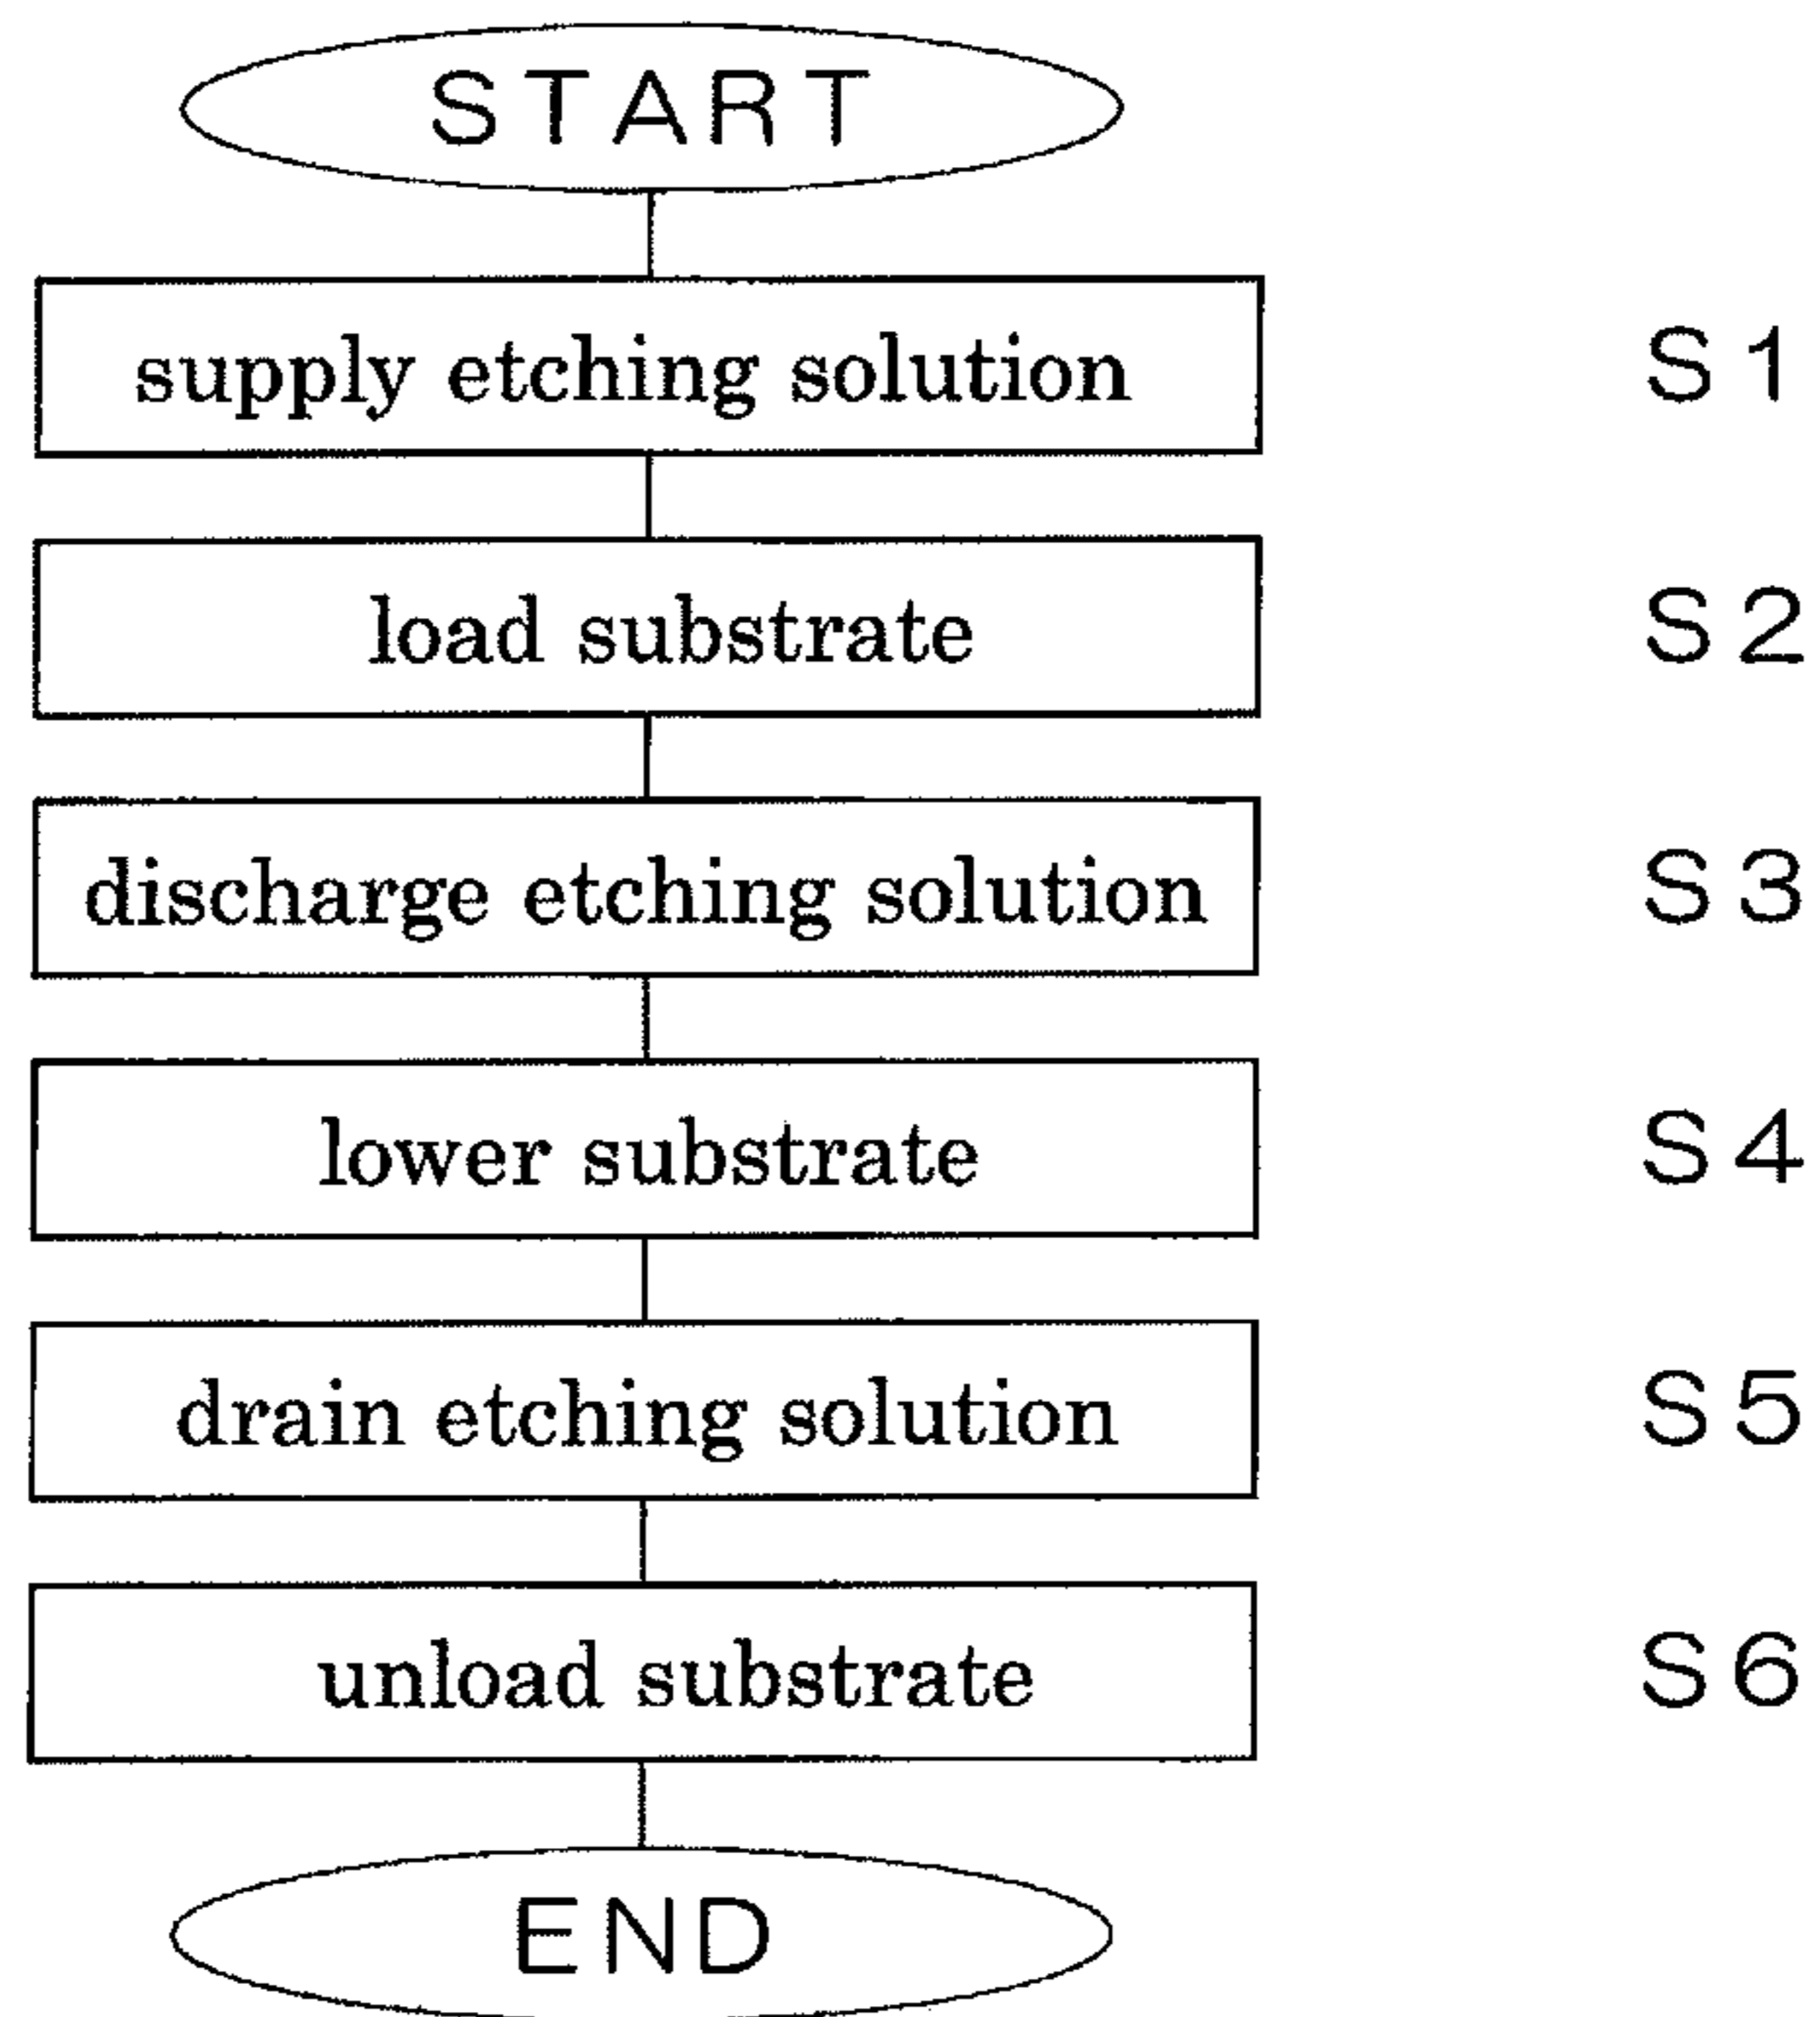 START
supply etching solution S1
load substrate S2
discharge etching solution S3
lower substrate S4
drain etching solution S5
unload substrate S6
END